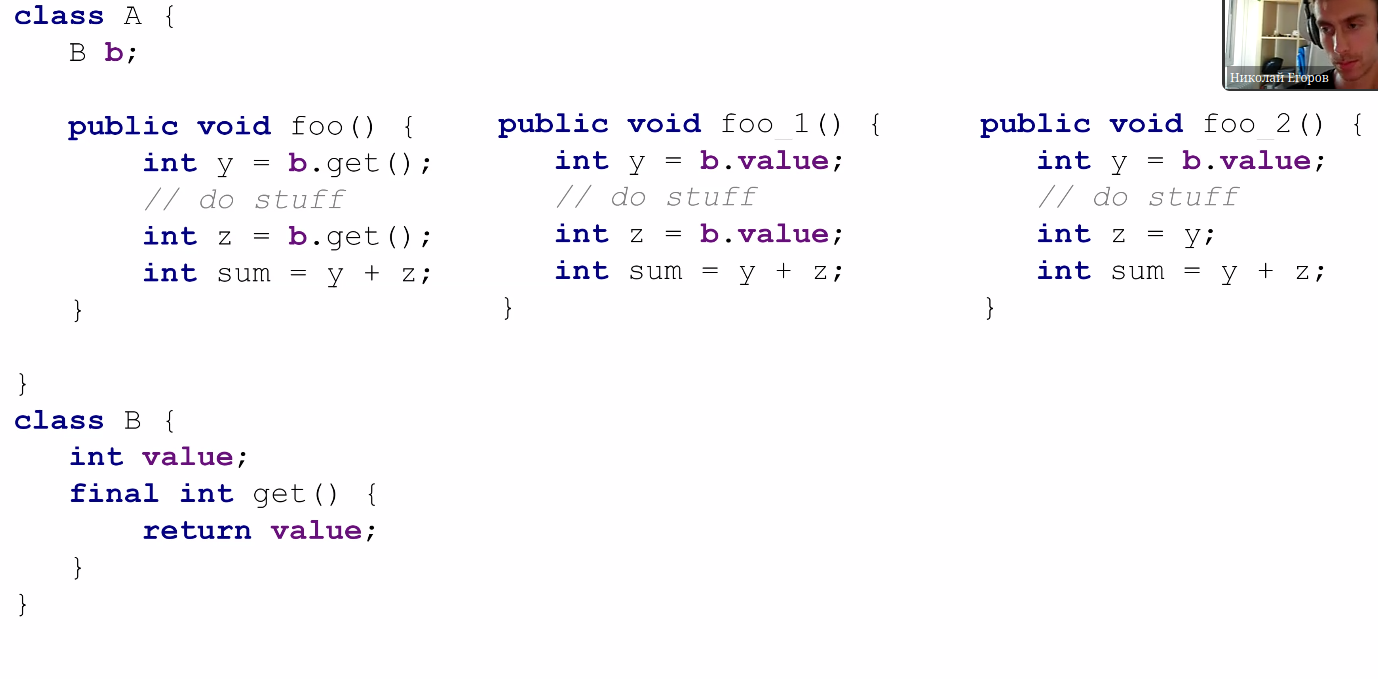 class A {
B b;
Николай Егоров
public void foo() {
int y = b.get();
// do stuff
int z = b.get();
int sum = y + z;
}
public void foo_1() {
int y = b.value;
// do stuff
int z = b.value;
int sum = y + z;
}
public void foo_2() {
int y = b.value;
// do stuff
int z = y;
int sum = y + z;
}
}
class B {
int value;
final int get() {
return value;
}
}